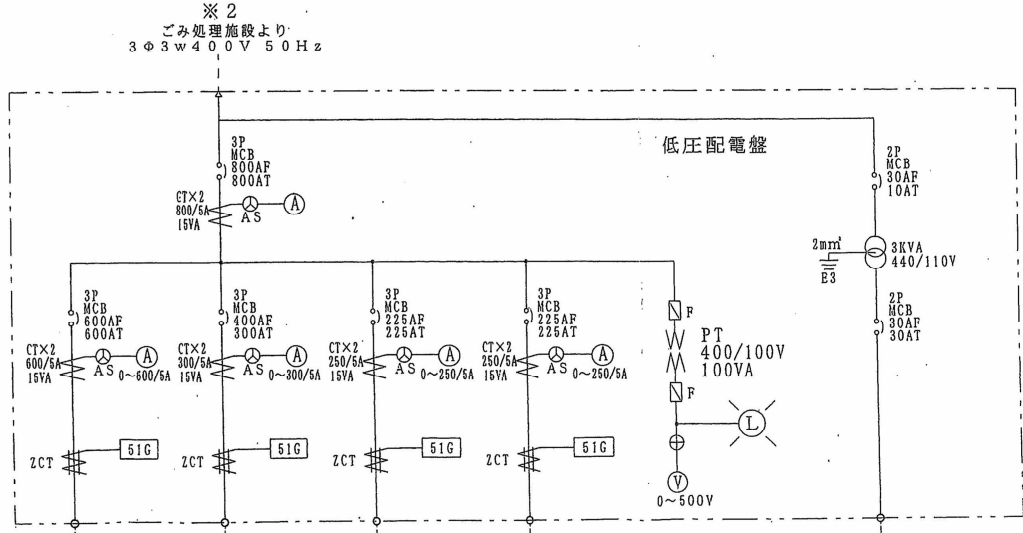 ※2
ごみ処理施設より
3Φ3w400V 50Hz
低圧配電盤
3P
MCB
800AF
800AT
CT×2
800/5A
15VA
AS
A
2P
MCB
30AF
10AT
2mm²
E3
3KVA
440/110V
2P
MCB
30AF
30AT
3P
MCB
600AF
600AT
CT×2
600/5A
15VA
AS
A
0~600/5A
ZCT
51G
3P
MCB
400AF
300AT
CT×2
300/5A
15VA
AS
A
0~300/5A
ZCT
51G
3P
MCB
225AF
225AT
CT×2
250/5A
15VA
AS
A
0~250/5A
ZCT
51G
3P
MCB
225AF
225AT
CT×2
250/5A
15VA
AS
A
0~250/5A
ZCT
51G
F
PT
400/100V
100VA
F
L
V
0~500V